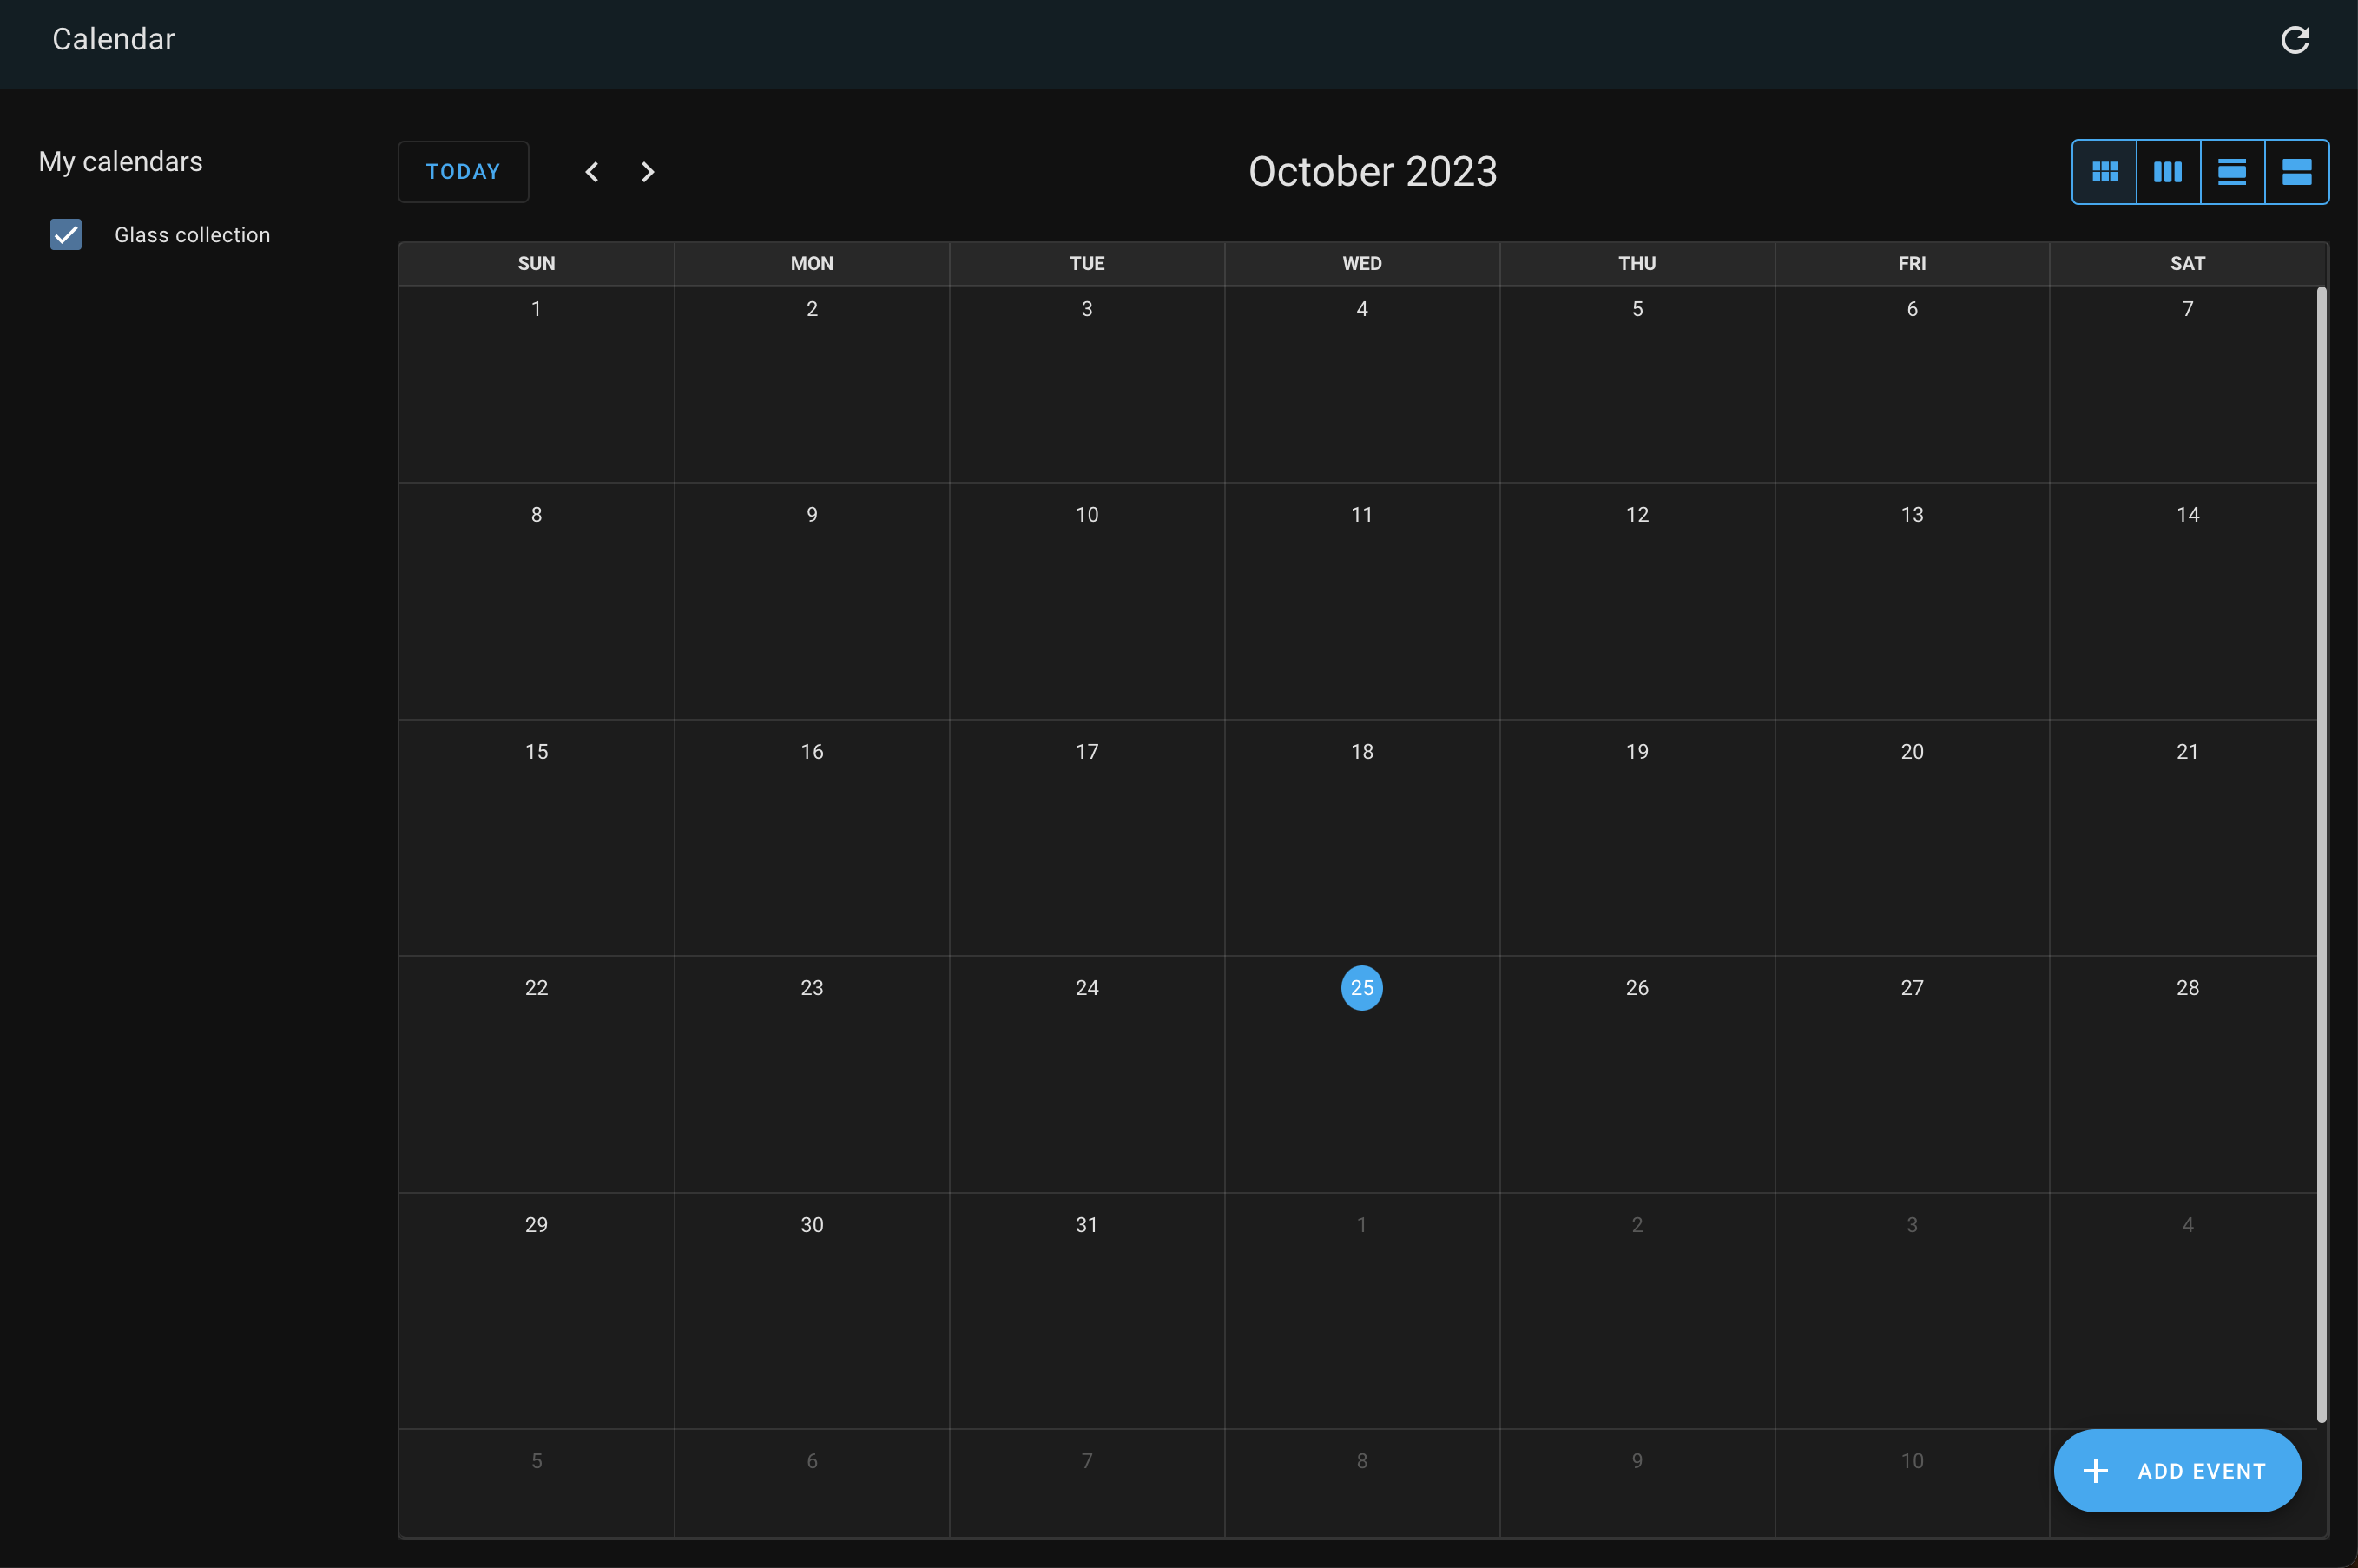 Calendar
My calendars
Glass collection
TODAY
October 2023
SUN MON TUE WED THU FRI SAT
1 2 3 4 5 6 7
8 9 10 11 12 13 14
15 16 17 18 19 20 21
22 23 24 25 26 27 28
29 30 31 1 2 3 4
5 6 7 8 9 10
ADD EVENT